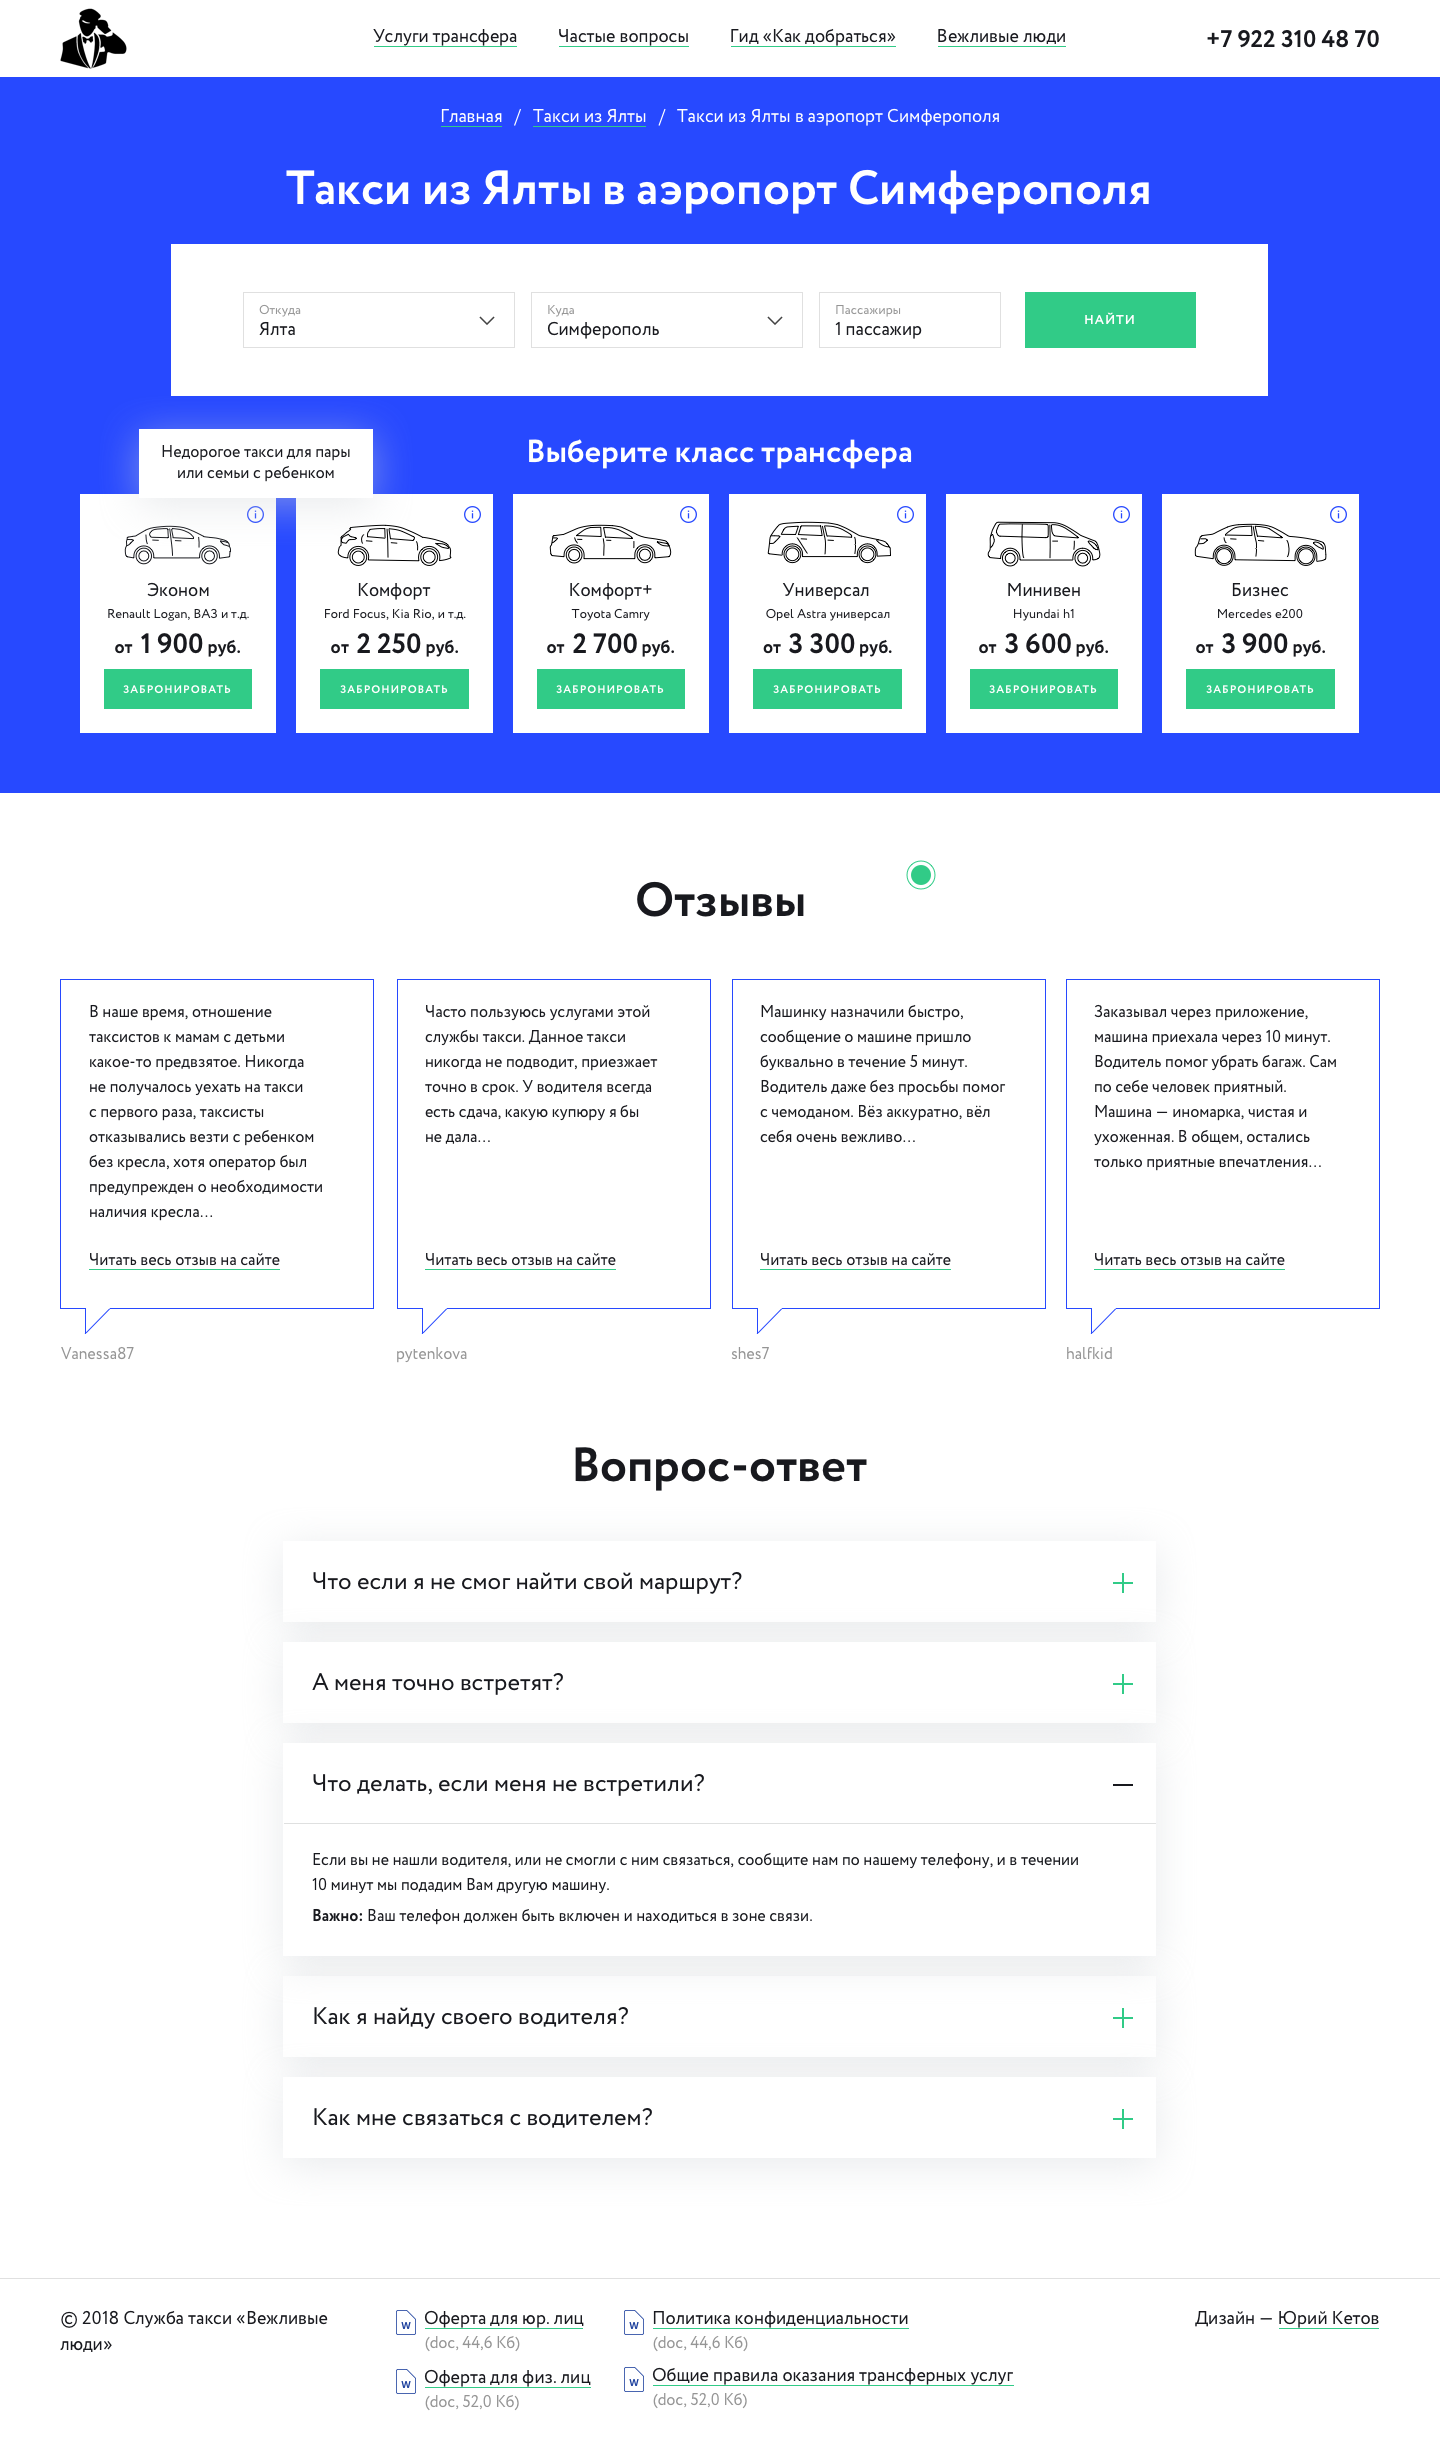 Услуги трансфера
Частые вопросы
Гид «Как добраться»
Вежливые люди
+7 922 310 48 70
Главная / Такси из Ялты / Такси из Ялты в аэропорт Симферополя
Такси из Ялты в аэропорт Симферополя
Откуда
Ялта
Куда
Симферополь
Пассажиры
1 пассажир
НАЙТИ
Недорогое такси для пары
или семьи с ребенком
Выберите класс трансфера
Эконом
Renault Logan, ВАЗ и т.д.
от 1 900 руб.
ЗАБРОНИРОВАТЬ
Комфорт
Ford Focus, Kia Rio, и т.д.
от 2 250 руб.
ЗАБРОНИРОВАТЬ
Комфорт+
Toyota Camry
от 2 700 руб.
ЗАБРОНИРОВАТЬ
Универсал
Opel Astra универсал
от 3 300 руб.
ЗАБРОНИРОВАТЬ
Минивен
Hyundai h1
от 3 600 руб.
ЗАБРОНИРОВАТЬ
Бизнес
Mercedes e200
от 3 900 руб.
ЗАБРОНИРОВАТЬ
Отзывы
В наше время, отношение
таксистов к мамам с детьми
какое-то предвзятое. Никогда
не получалось уехать на такси
с первого раза, таксисты
отказывались везти с ребенком
без кресла, хотя оператор был
предупрежден о необходимости
наличия кресла...
Читать весь отзыв на сайте
Vanessa87
Часто пользуюсь услугами этой
службы такси. Данное такси
никогда не подводит, приезжает
точно в срок. У водителя всегда
есть сдача, какую купюру я бы
не дала...
Читать весь отзыв на сайте
pytenkova
Машинку назначили быстро,
сообщение о машине пришло
буквально в течение 5 минут.
Водитель даже без просьбы помог
с чемоданом. Вёз аккуратно, вёл
себя очень вежливо...
Читать весь отзыв на сайте
shes7
Заказывал через приложение,
машина приехала через 10 минут.
Водитель помог убрать багаж. Сам
по себе человек приятный.
Машина — иномарка, чистая и
ухоженная. В общем, остались
только приятные впечатления...
Читать весь отзыв на сайте
halfkid
Вопрос-ответ
Что если я не смог найти свой маршрут?
А меня точно встретят?
Что делать, если меня не встретили?
Если вы не нашли водителя, или не смогли с ним связаться, сообщите нам по нашему телефону, и в течении
10 минут мы подадим Вам другую машину.
Важно: Ваш телефон должен быть включен и находиться в зоне связи.
Как я найду своего водителя?
Как мне связаться с водителем?
© 2018 Служба такси «Вежливые
люди»
W Оферта для юр. лиц
(doc, 44,6 Кб)
W Оферта для физ. лиц
(doc, 52,0 Кб)
W Политика конфиденциальности
(doc, 44,6 Кб)
W Общие правила оказания трансферных услуг
(doc, 52,0 Кб)
Дизайн — Юрий Кетов